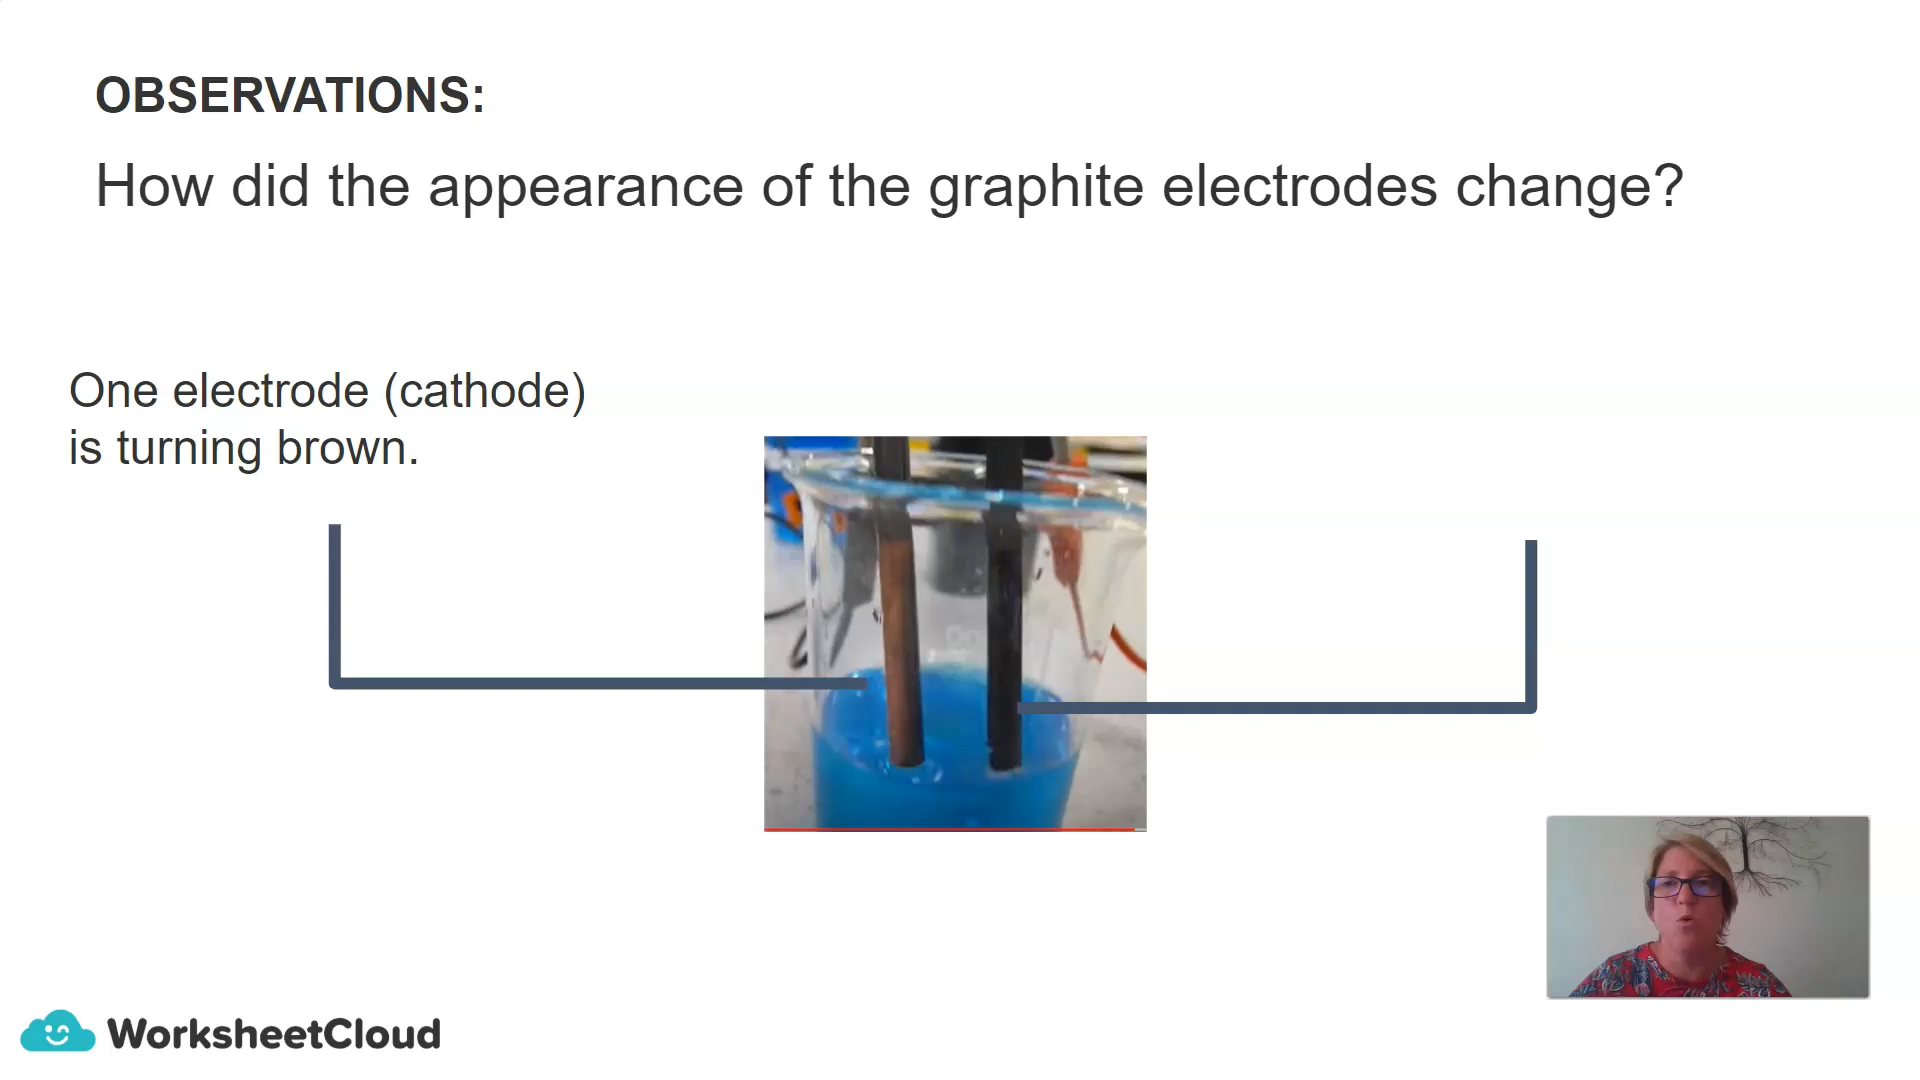 OBSERVATIONS:
How did the appearance of the graphite electrodes change?
One electrode (cathode)
is turning brown.
WorksheetCloud